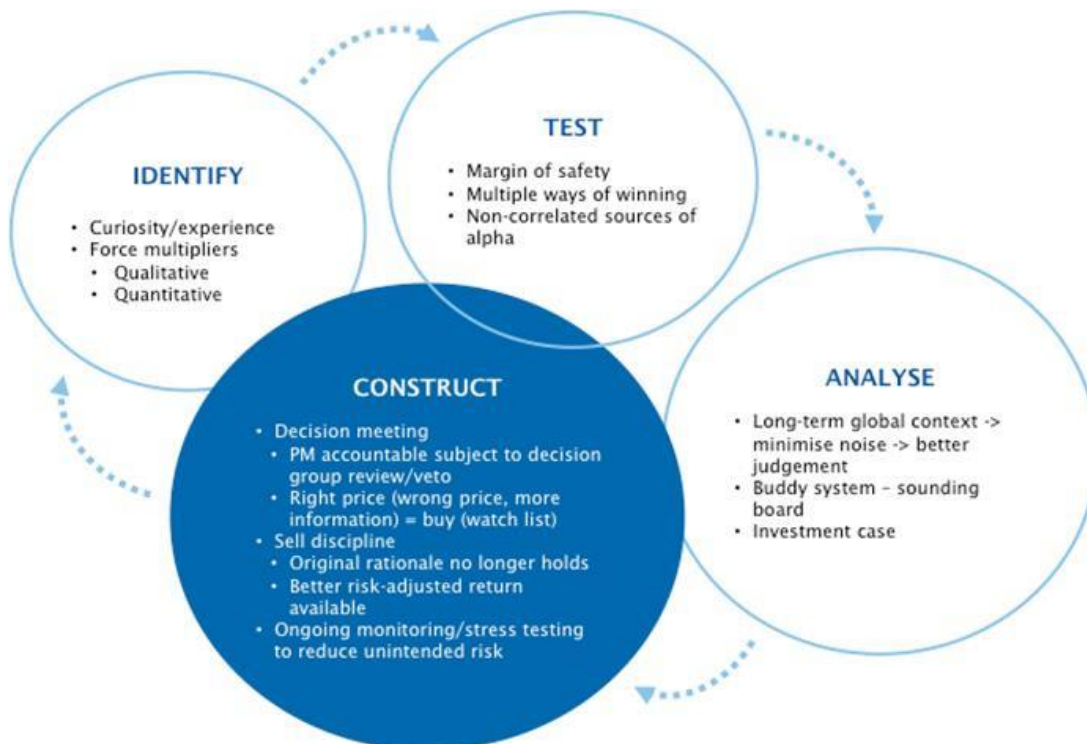 IDENTIFY
• Curiosity/experience
• Force multipliers
• Qualitative
• Quantitative
TEST
• Margin of safety
• Multiple ways of winning
• Non-correlated sources of
alpha
ANALYSE
• Long-term global context ->
minimise noise -> better
judgement
• Buddy system – sounding
board
• Investment case
CONSTRUCT
• Decision meeting
• PM accountable subject to decision
group review/veto
• Right price (wrong price, more
information) = buy (watch list)
• Sell discipline
• Original rationale no longer holds
• Better risk-adjusted return
available
• Ongoing monitoring/stress testing
to reduce unintended risk